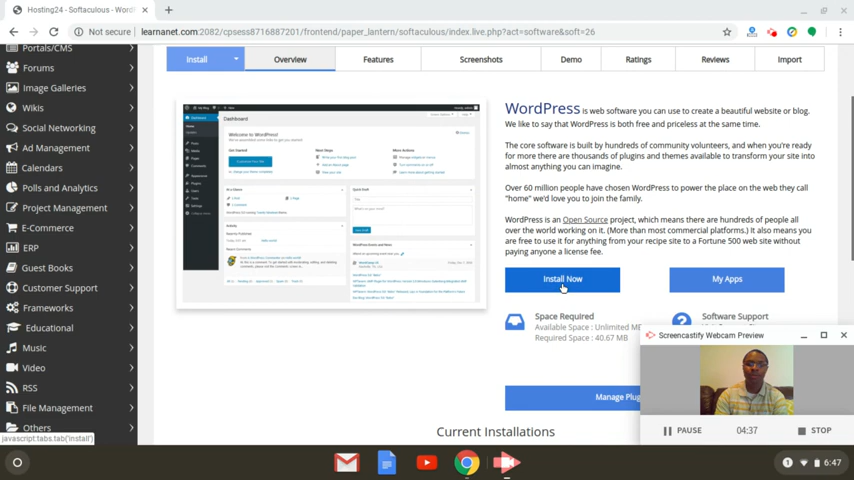 Hosting24 - Softaculous - WordP
Not secure | learnanet.com:2082/cpsess8716887201/frontend/paper_lantern/softaculous/index.live.php?act=software&soft=26
Portals/CMS
Forums
Image Galleries
Wikis
Social Networking
Ad Management
Calendars
Polls and Analytics
Project Management
E-Commerce
ERP
Guest Books
Customer Support
Frameworks
Educational
Music
Video
RSS
File Management
Others
javascript:tabs.tab('install')
Install
Overview
Features
Screenshots
Demo
Ratings
Reviews
Import
Dashboard
Welcome to WordPress!
Next Steps
More Actions
At a Glance
Quick Draft
Activity
WordPress is web software you can use to create a beautiful website or blog.
We like to say that WordPress is both free and priceless at the same time.
The core software is built by hundreds of community volunteers, and when you're ready
for more there are thousands of plugins and themes available to transform your site into
almost anything you can imagine.
Over 60 million people have chosen WordPress to power the place on the web they call
"home" we'd love you to join the family.
WordPress is an Open Source project, which means there are hundreds of people all
over the world working on it. (More than most commercial platforms.) It also means you
are free to use it for anything from your recipe site to a Fortune 500 web site without
paying anyone a license fee.
Install Now
My Apps
Space Required
Available Space : Unlimited MB
Required Space : 40.67 MB
Software Support
Manage Plug
Current Installations
Screencastify Webcam Preview
PAUSE
04:37
STOP
1
6:47